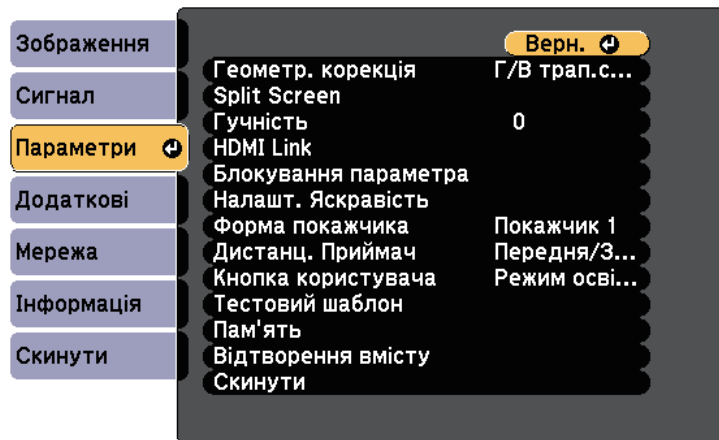 Зображення
Сигнал
Параметри
Додаткові
Мережа
Інформація
Скинути
Верн.
Геометр. корекція Г/В трап.с...
Split Screen
Гучність 0
HDMI Link
Блокування параметра
Налашт. Яскравість
Форма покажчика Покажчик 1
Дистанц. Приймач Передня/З...
Кнопка користувача Режим осві...
Тестовий шаблон
Пам'ять
Відтворення вмісту
Скинути